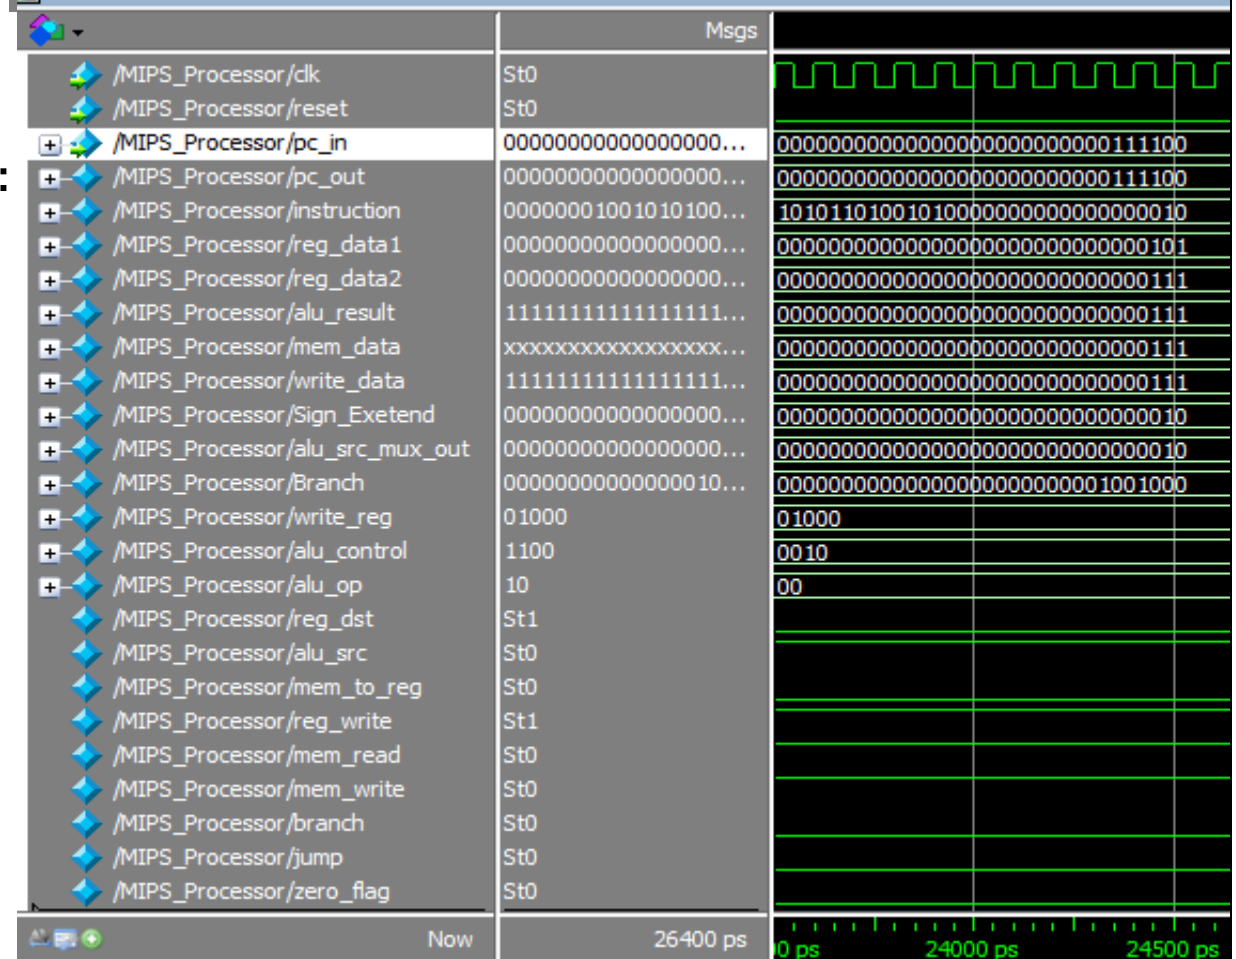 Msgs
/MIPS_Processor/clk St0
/MIPS_Processor/reset St0
/MIPS_Processor/pc_in 00000000000000000... 00000000000000000000000000111100
:
/MIPS_Processor/pc_out 00000000000000000... 00000000000000000000000000111100
/MIPS_Processor/instruction 00000001001010100... 10101101001010000000000000000010
/MIPS_Processor/reg_data1 00000000000000000... 00000000000000000000000000000101
/MIPS_Processor/reg_data2 00000000000000000... 00000000000000000000000000000111
/MIPS_Processor/alu_result 11111111111111111... 00000000000000000000000000000111
/MIPS_Processor/mem_data xxxxxxxxxxxxxxxxx... 00000000000000000000000000000111
/MIPS_Processor/write_data 11111111111111111... 00000000000000000000000000000111
/MIPS_Processor/Sign_Exetend 00000000000000000... 00000000000000000000000000000010
/MIPS_Processor/alu_src_mux_out 00000000000000000... 00000000000000000000000000000010
/MIPS_Processor/Branch 00000000000000010... 00000000000000000000000001001000
/MIPS_Processor/write_reg 01000 01000
/MIPS_Processor/alu_control 1100 0010
/MIPS_Processor/alu_op 10 00
/MIPS_Processor/reg_dst St1
/MIPS_Processor/alu_src St0
/MIPS_Processor/mem_to_reg St0
/MIPS_Processor/reg_write St1
/MIPS_Processor/mem_read St0
/MIPS_Processor/mem_write St0
/MIPS_Processor/branch St0
/MIPS_Processor/jump St0
/MIPS_Processor/zero_flag St0
Now 26400 ps 0 ps 24000 ps 24500 ps